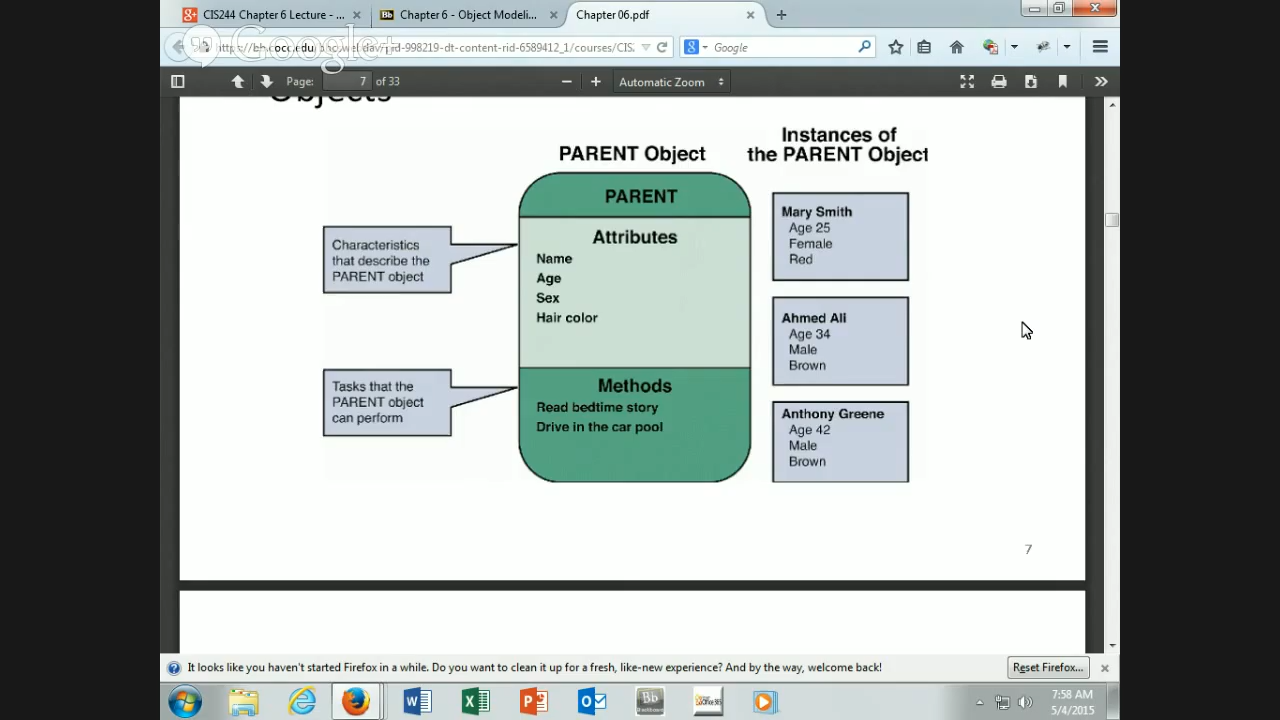 CIS244 Chapter 6 Lecture - ...
Chapter 6 - Object Modeli...
Chapter 06.pdf
Google+
Google
Page: 7 of 33
Automatic Zoom
Objects
PARENT Object
Instances of
the PARENT Object
PARENT
Attributes
Name
Age
Sex
Hair color
Characteristics
that describe the
PARENT object
Mary Smith
Age 25
Female
Red
Ahmed Ali
Age 34
Male
Brown
Methods
Read bedtime story
Drive in the car pool
Tasks that the
PARENT object
can perform
Anthony Greene
Age 42
Male
Brown
7
It looks like you haven't started Firefox in a while. Do you want to clean it up for a fresh, like-new experience? And by the way, welcome back!
Reset Firefox...
7:58 AM
5/4/2015